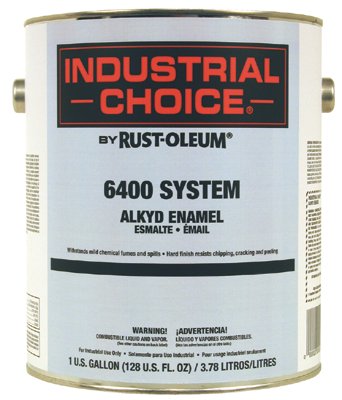 INDUSTRIAL
CHOICE®
BY RUST-OLEUM®
6400 SYSTEM
ALKYD ENAMEL
ESMALTE • ÉMAIL
Withstands mild chemical fumes and spills • Hard finish resists chipping, cracking and peeling
WARNING! ¡ADVERTENCIA!
COMBUSTIBLE LIQUID AND VAPOR. LÍQUIDO Y VAPORES COMBUSTIBLES.
For Industrial Use Only • Solamente para Uso Industrial • Pour usage industriel seulement
1 U.S. GALLON (128 U.S. FL. OZ) / 3.78 LITROS/LITRES